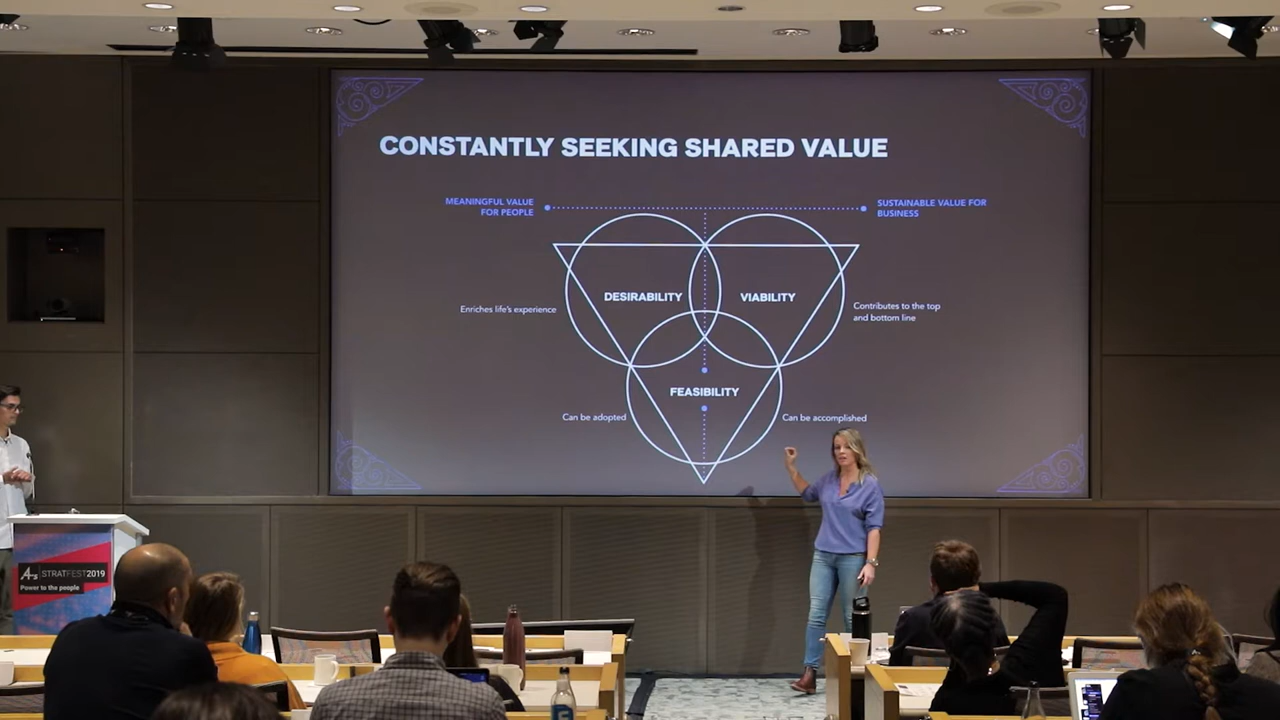 CONSTANTLY SEEKING SHARED VALUE
MEANINGFUL VALUE
FOR PEOPLE
SUSTAINABLE VALUE FOR
BUSINESS
DESIRABILITY
VIABILITY
Enriches life's experience
Contributes to the top
and bottom line
FEASIBILITY
Can be adopted
Can be accomplished
4As STRATFEST2019
Power to the people